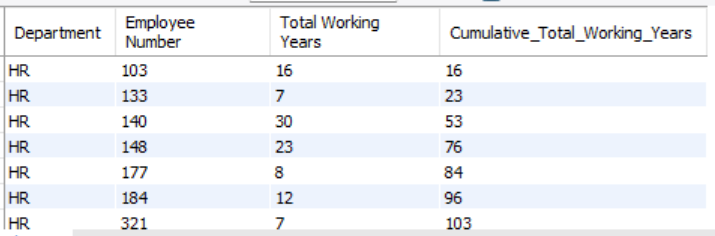 Department Employee Number Total Working Years Cumulative_Total_Working_Years
HR 103 16 16
HR 133 7 23
HR 140 30 53
HR 148 23 76
HR 177 8 84
HR 184 12 96
HR 321 7 103